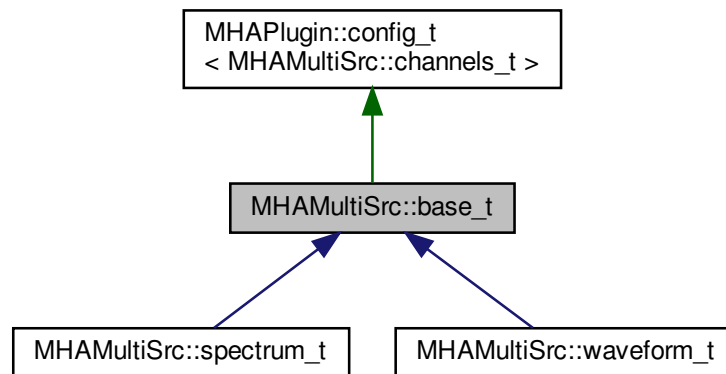 MHAPlugin::config_t
< MHAMultiSrc::channels_t >
MHAMultiSrc::base_t
MHAMultiSrc::spectrum_t
MHAMultiSrc::waveform_t